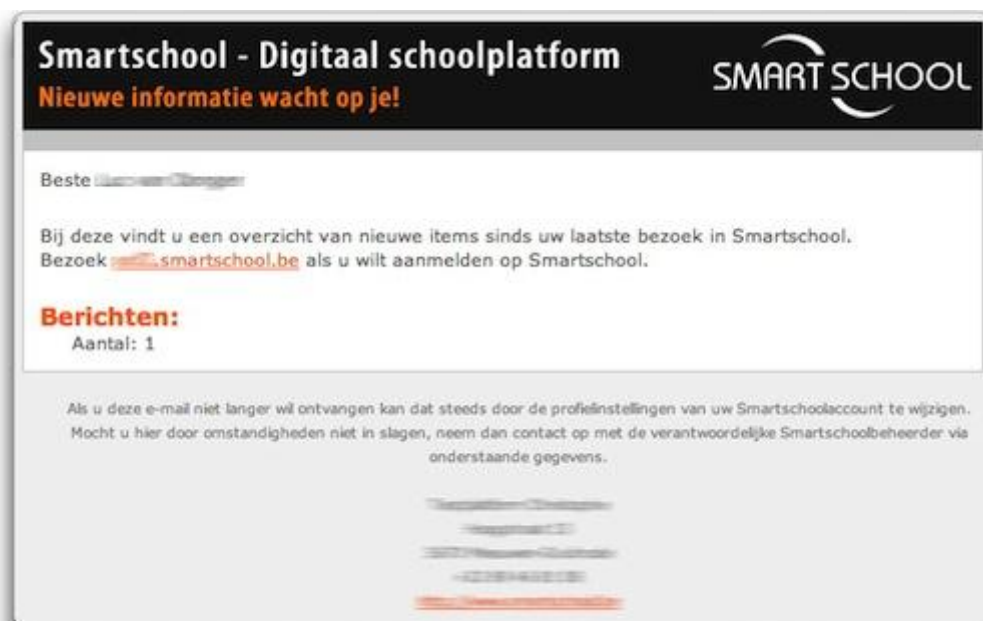 Smartschool - Digitaal schoolplatform
Nieuwe informatie wacht op je!
SMART SCHOOL
Beste
Bij deze vindt u een overzicht van nieuwe items sinds uw laatste bezoek in Smartschool.
Bezoek .smartschool.be als u wilt aanmelden op Smartschool.
Berichten:
Aantal: 1
Als u deze e-mail niet langer wil ontvangen kan dat steeds door de profielinstellingen van uw Smartschoolaccount te wijzigen.
Mocht u hier door omstandigheden niet in slagen, neem dan contact op met de verantwoordelijke Smartschoolbeheerder via
onderstaande gegevens.